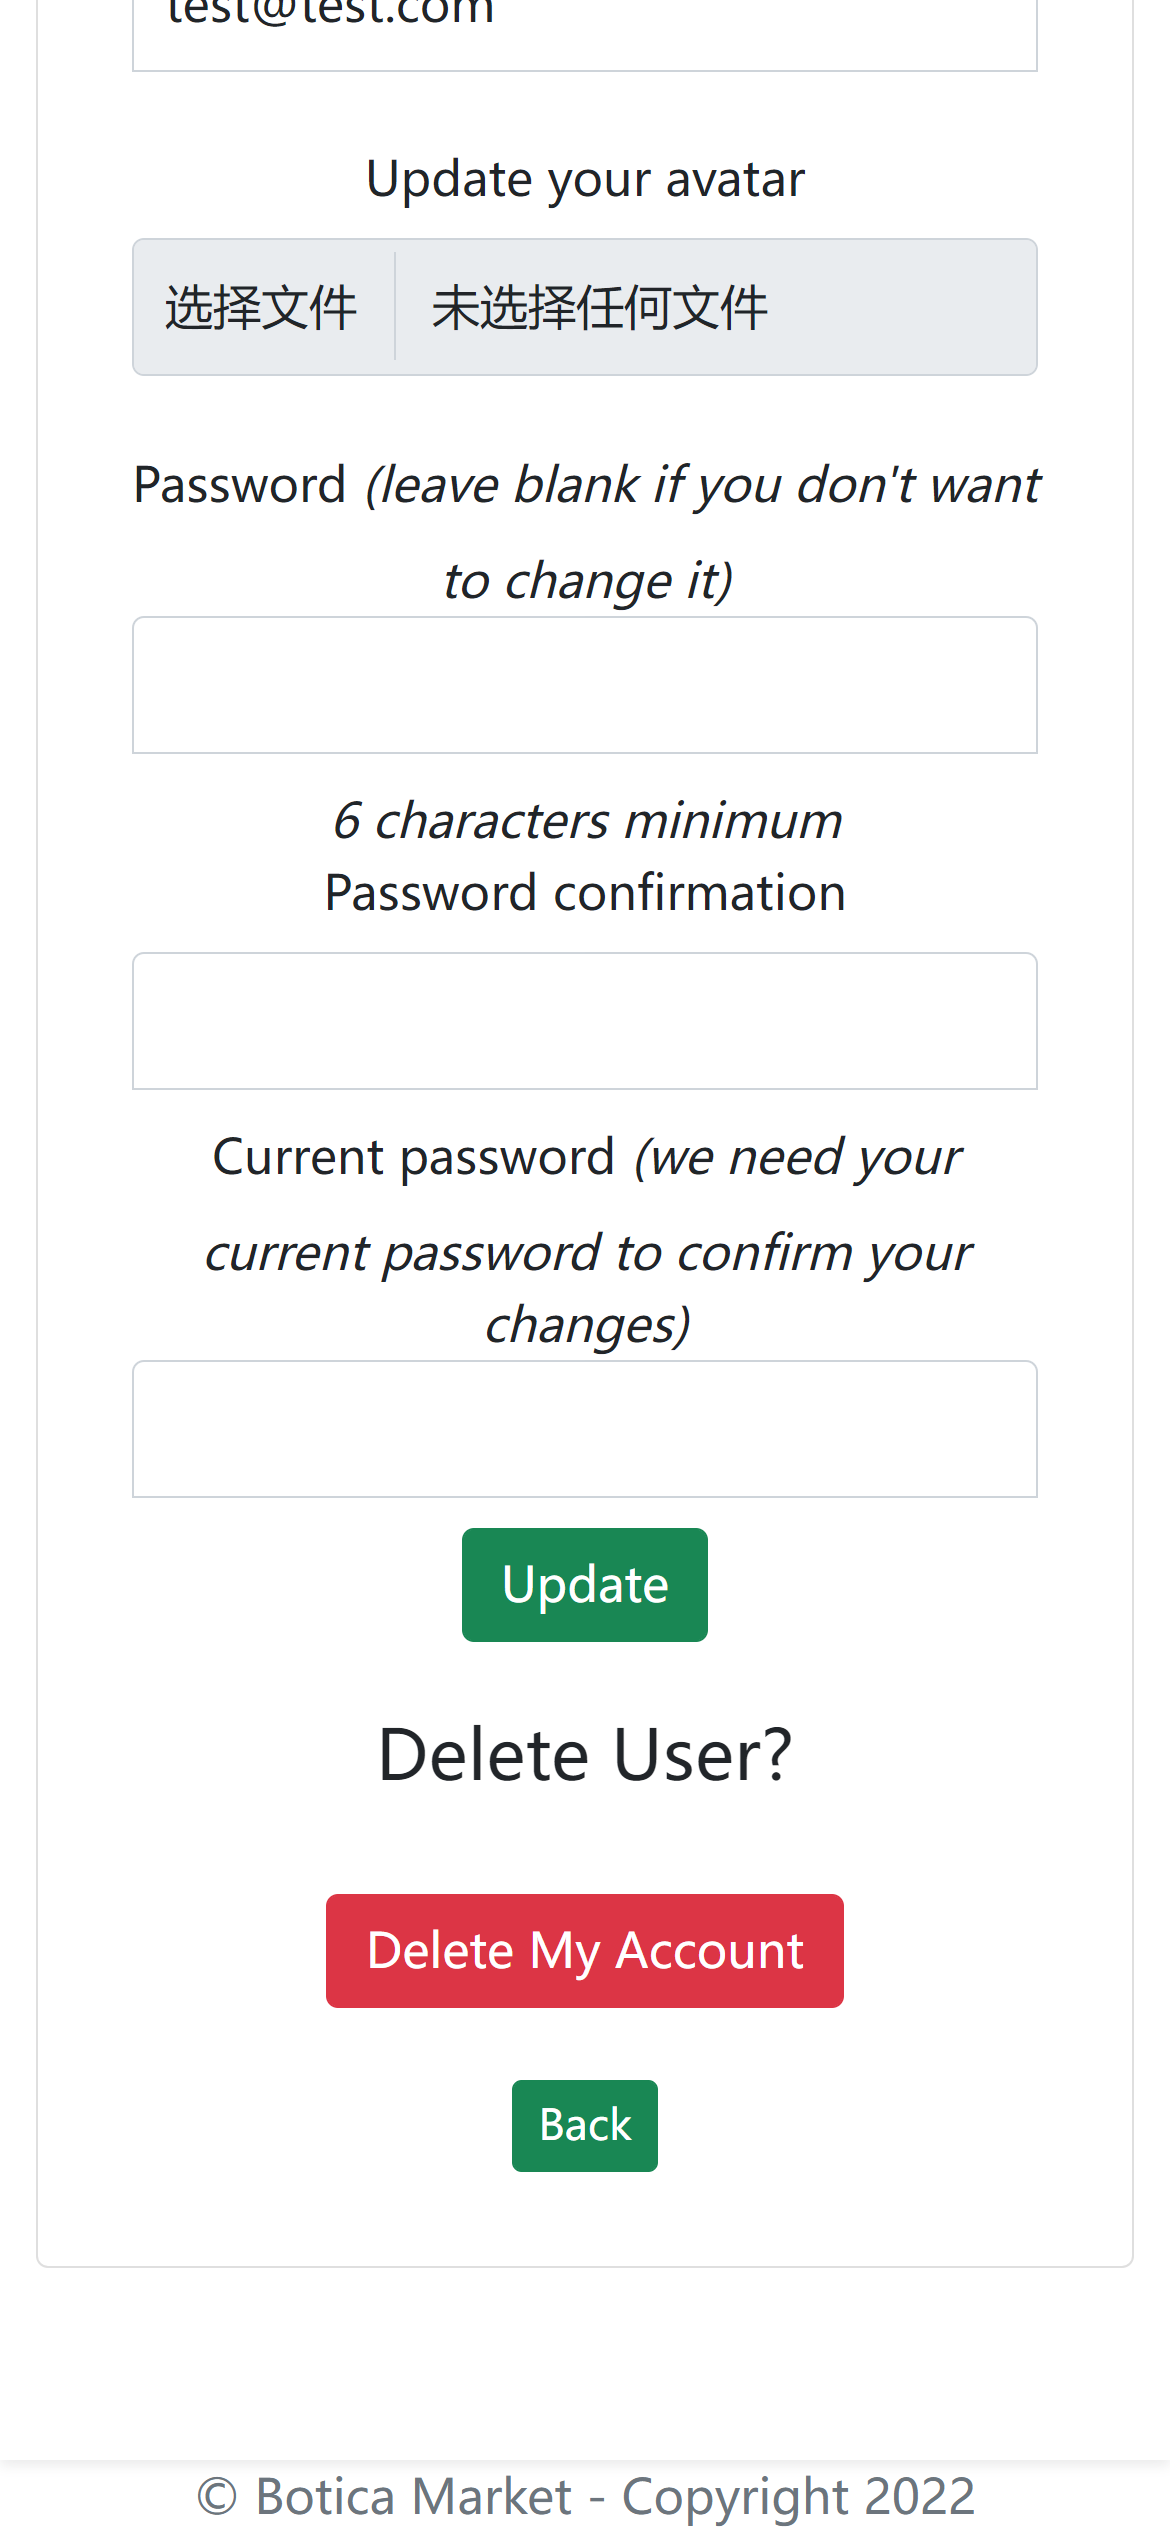 test@test.com
Update your avatar
选择文件 未选择任何文件
Password (leave blank if you don't want
to change it)
6 characters minimum
Password confirmation
Current password (we need your
current password to confirm your
changes)
Update
Delete User?
Delete My Account
Back
© Botica Market - Copyright 2022